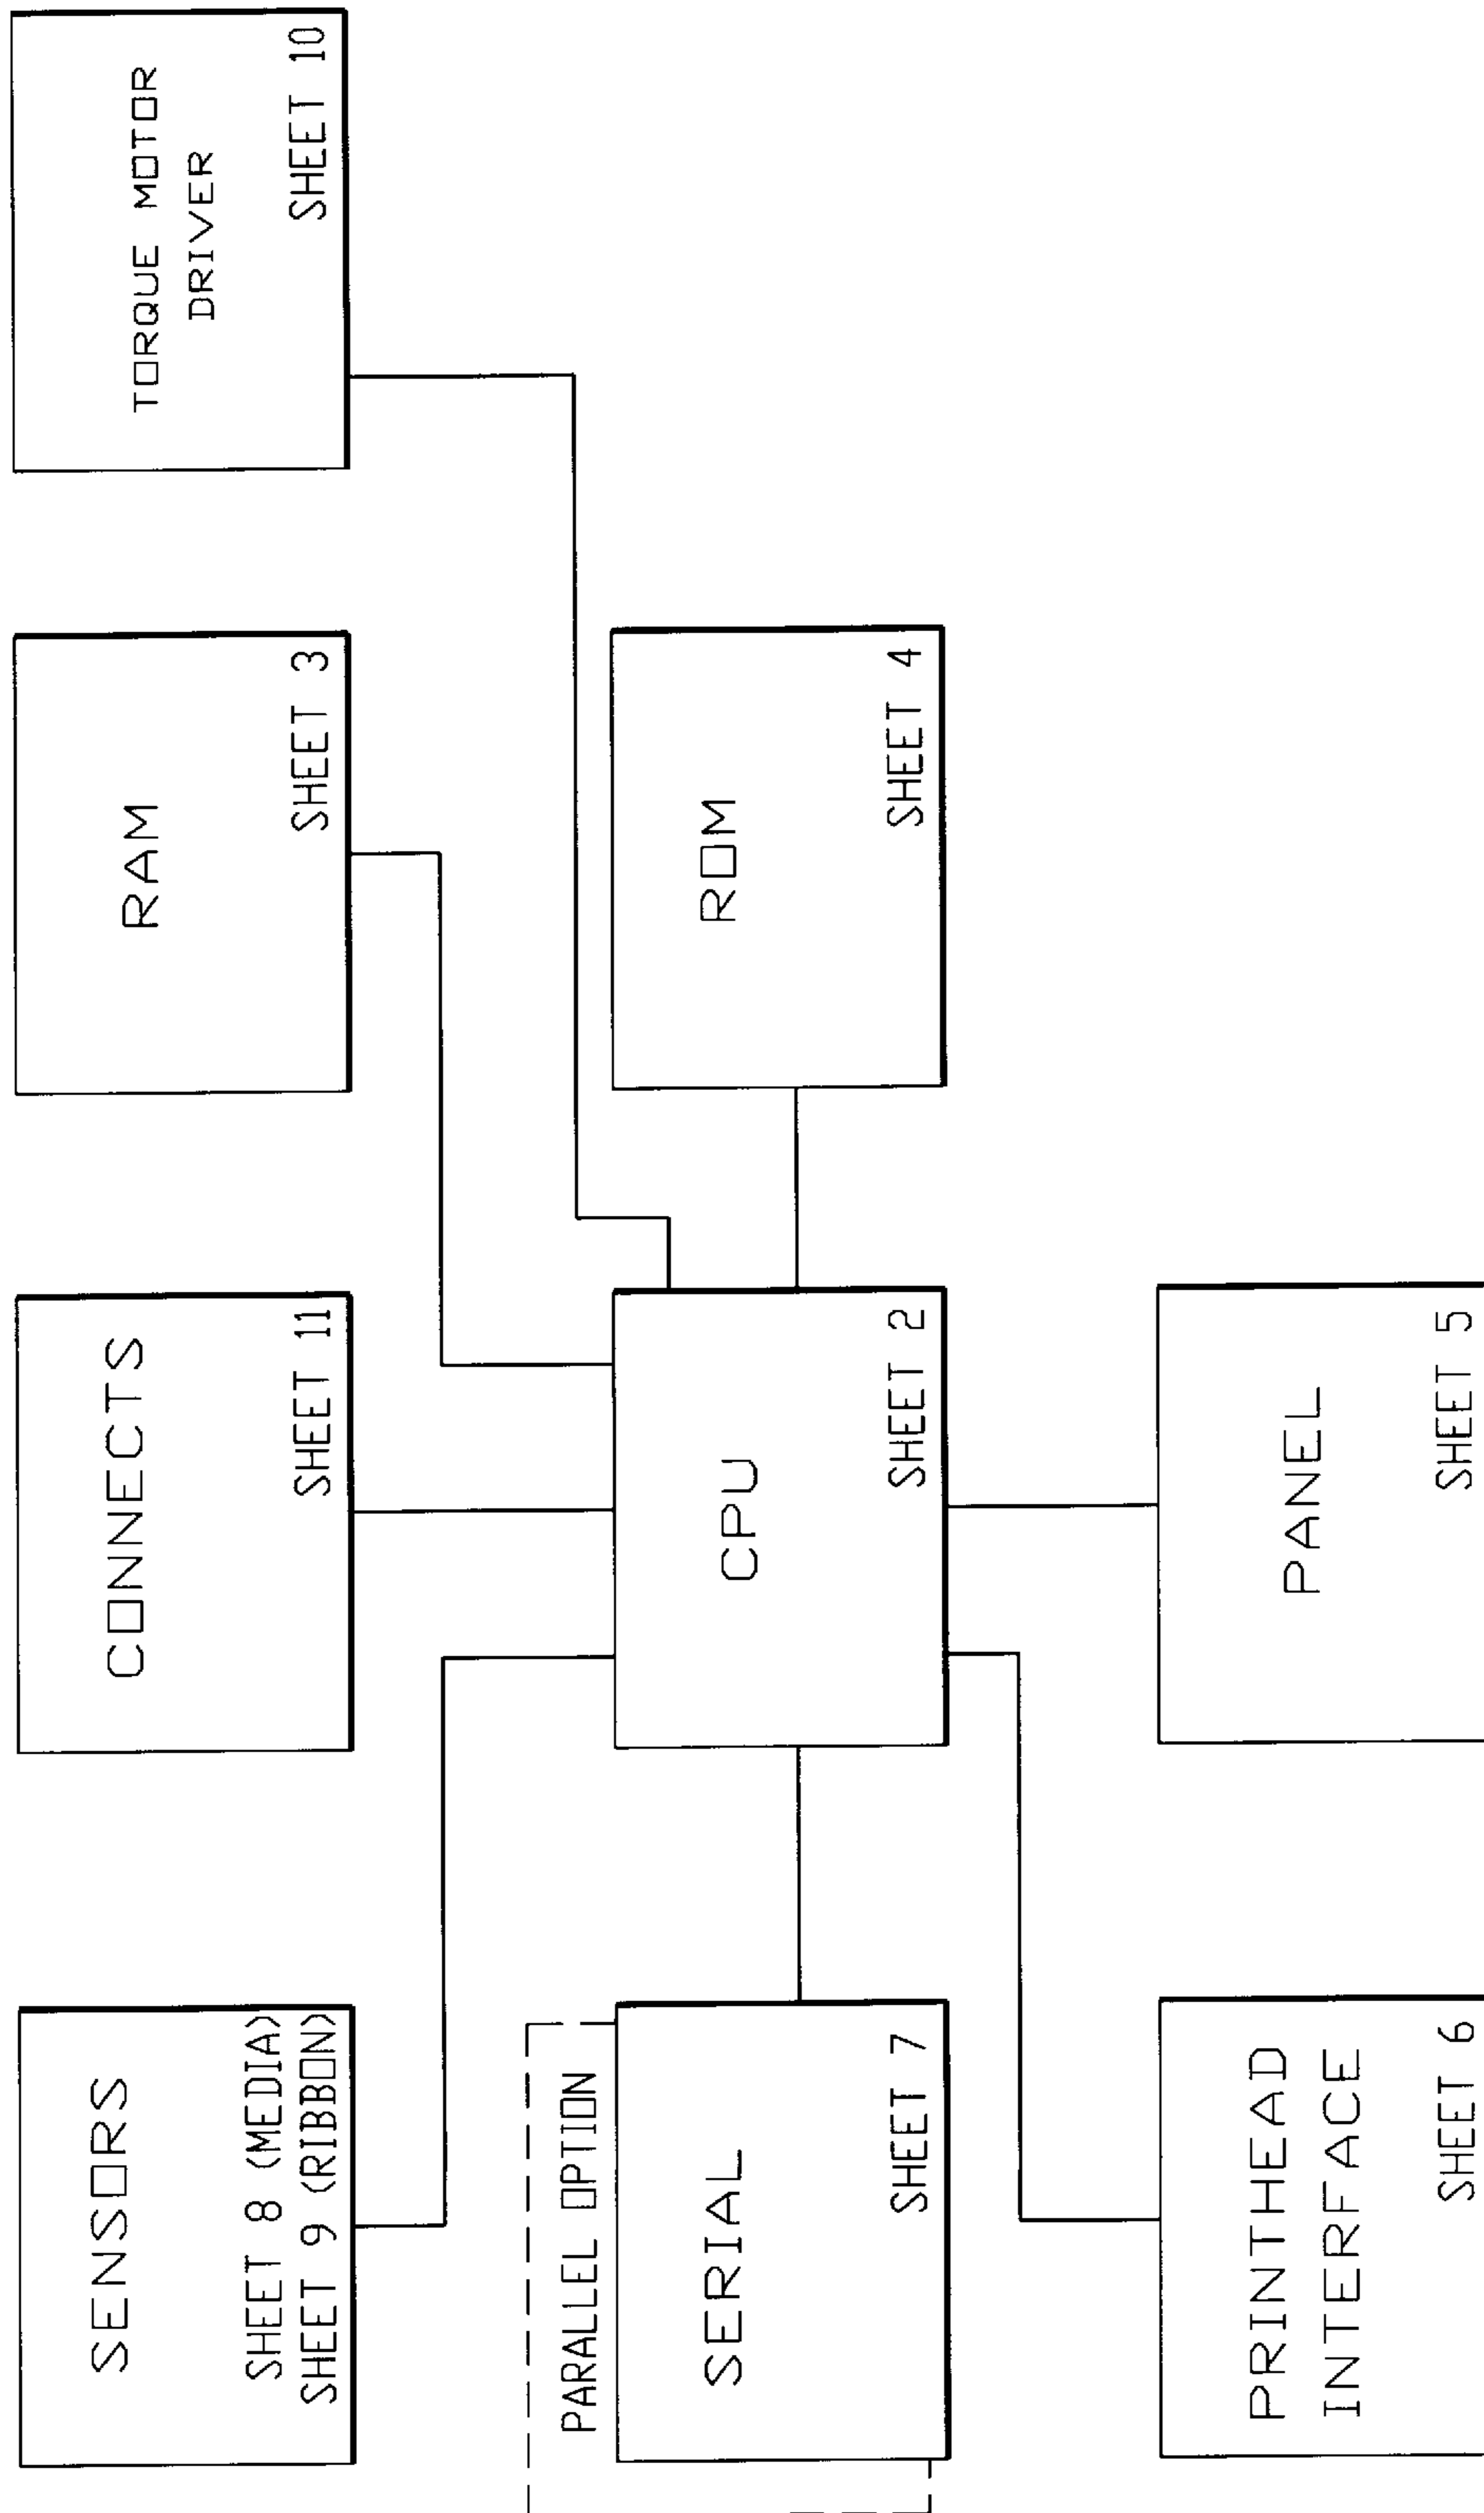 SENSORS
SHEET 8 (MEDIA)
SHEET 9 (RIBBON)
CONNECTS
SHEET 11
RAM
SHEET 3
TORQUE MOTOR
DRIVER
SHEET 10
PARALLEL OPTION
SERIAL
SHEET 7
CPU
SHEET 2
ROM
SHEET 4
PRINTHEAD
INTERFACE
SHEET 6
PANEL
SHEET 5